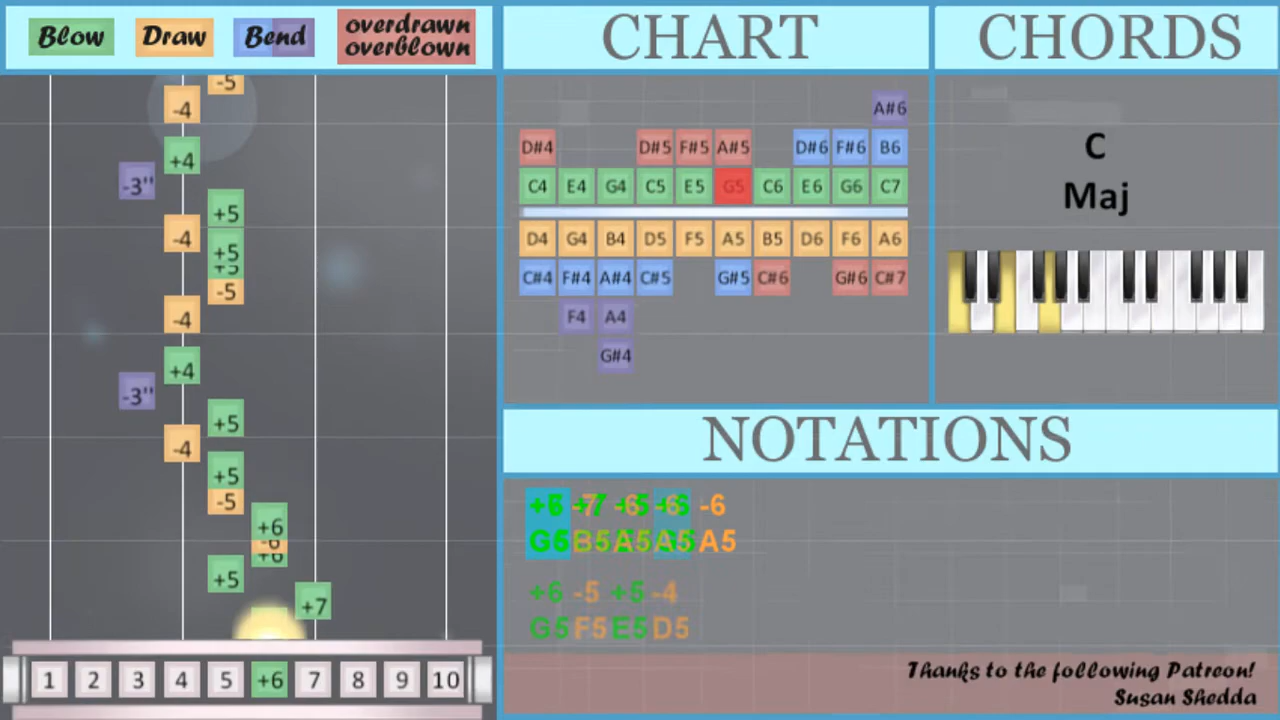 Blow Draw Bend overdrawn
overblown
CHART
CHORDS
-5
-4
+4
-3''
+5
-4
+5
+5
-5
-4
+4
-3''
+5
-4
+5
-5
+6
-6
+6
+5
+7
1 2 3 4 5 +6 7 8 9 10
A#6
D#4 D#5 F#5 A#5 D#6 F#6 B6
C4 E4 G4 C5 E5 G5 C6 E6 G6 C7
D4 G4 B4 D5 F5 A5 B5 D6 F6 A6
C#4 F#4 A#4 C#5 G#5 C#6 G#6 C#7
F4 A4
G#4
C
Maj
NOTATIONS
-6
G5 B5 A5 A5 A5
+6 -5 +5 -4
G5 F5 E5 D5
Thanks to the following Patreon!
Susan Shedda